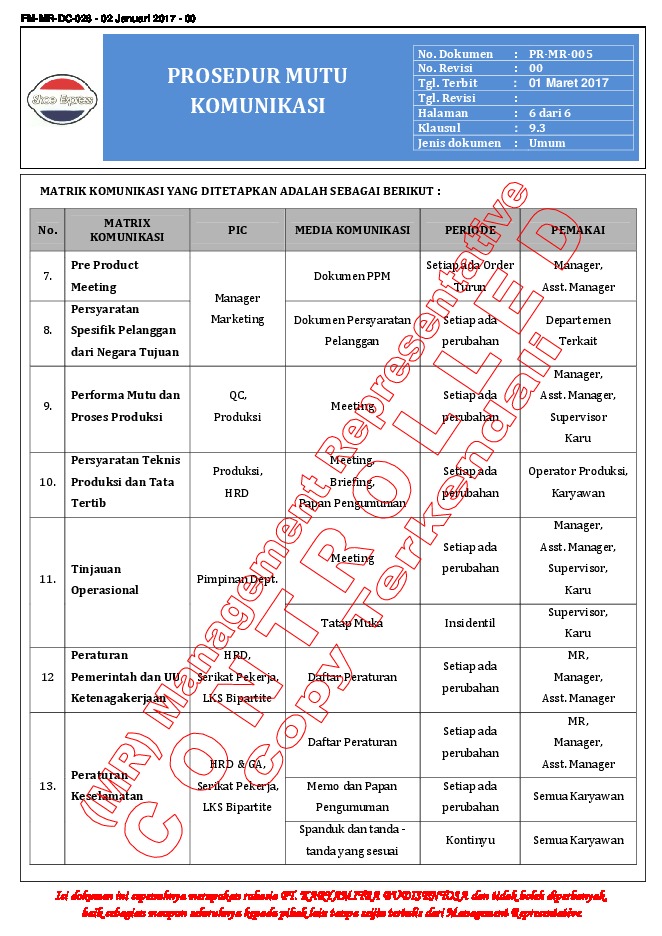 FM-MR-DC-026 - 02 Januari 2017 - 00
Shoe Express
PROSEDUR MUTU
KOMUNIKASI
No. Dokumen : PR-MR-005
No. Revisi : 00
Tgl. Terbit : 01 Maret 2017
Tgl. Revisi :
Halaman : 6 dari 6
Klausul : 9.3
Jenis dokumen : Umum
MATRIK KOMUNIKASI YANG DITETAPKAN ADALAH SEBAGAI BERIKUT :
No. MATRIX KOMUNIKASI PIC MEDIA KOMUNIKASI PERIODE PEMAKAI
7.
Pre Product
Meeting
Manager
Marketing
Dokumen PPM
Setiap ada Order
Turun
Manager,
Asst. Manager
8.
Persyaratan
Spesifik Pelanggan
dari Negara Tujuan
Dokumen Persyaratan
Pelanggan
Setiap ada
perubahan
Departemen
Terkait
9.
Performa Mutu dan
Proses Produksi
QC,
Produksi
Meeting
Setiap ada
perubahan
Manager,
Asst. Manager,
Supervisor
Karu
10.
Persyaratan Teknis
Produksi dan Tata
Tertib
Produksi,
HRD
Meeting,
Briefing,
Papan Pengumuman
Setiap ada
perubahan
Operator Produksi,
Karyawan
11.
Tinjauan
Operasional
Pimpinan Dept.
Meeting
Setiap ada
perubahan
Manager,
Asst. Manager,
Supervisor,
Karu
Tatap Muka
Insidentil
Supervisor,
Karu
12
Peraturan
Pemerintah dan UU
Ketenagakerjaan
HRD,
Serikat Pekerja,
LKS Bipartite
Daftar Peraturan
Setiap ada
perubahan
MR,
Manager,
Asst. Manager
13.
Peraturan
Keselamatan
HRD & GA,
Serikat Pekerja,
LKS Bipartite
Daftar Peraturan
Setiap ada
perubahan
MR,
Manager,
Asst. Manager
Memo dan Papan
Pengumuman
Setiap ada
perubahan
Semua Karyawan
Spanduk dan tanda -
tanda yang sesuai
Kontinyu
Semua Karyawan
(MR) Management Representative
CONTROLLED
Copy Terkendali
Isi dokumen ini sepenuhnya merupakan rahasia PT. KARYAMITRA BUDISENTOSA dan tidak boleh diperbanyak,
baik sebagian maupun seluruhnya kepada pihak lain tanpa seijin tertulis dari Management Representative